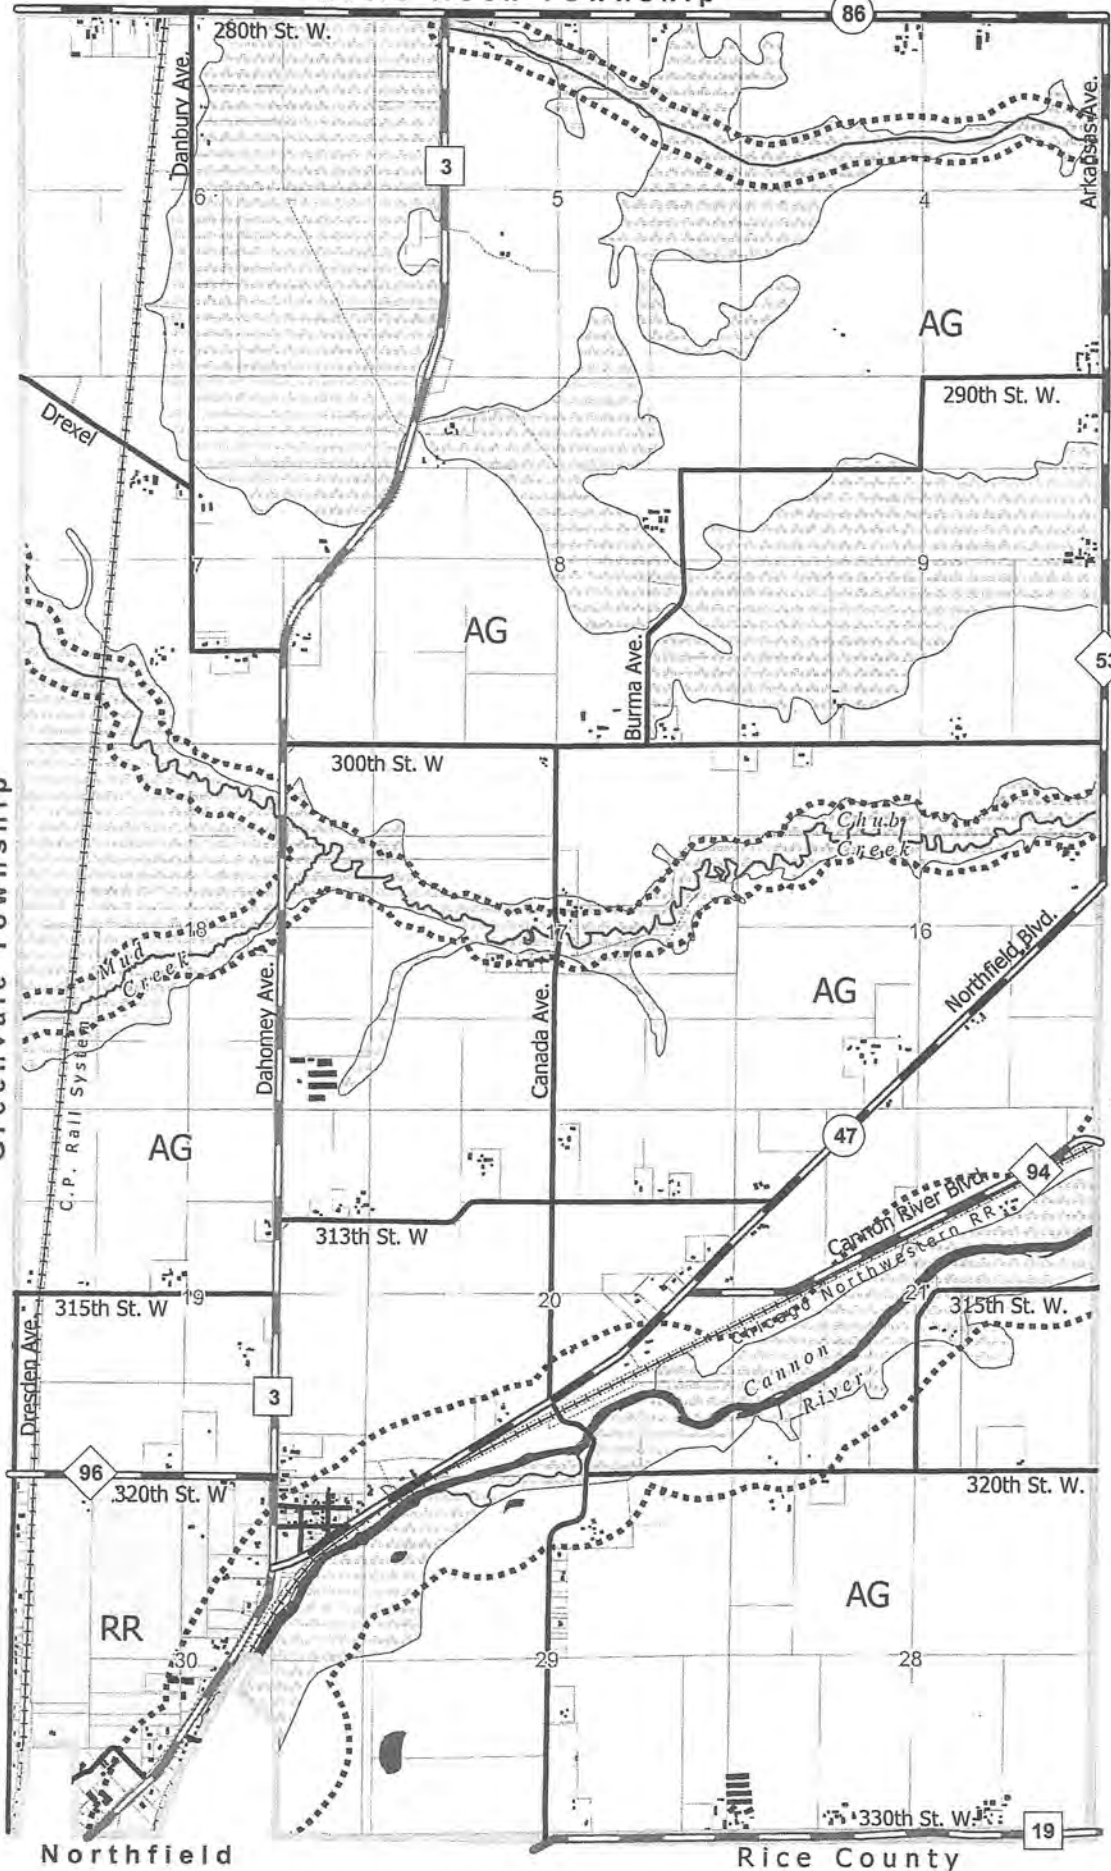 86
280th St. W.
Danbury Ave.
Arkansas Ave.
3
6
5
4
AG
290th St. W.
Drexel
7
8
9
AG
Burma Ave.
53
300th St. W
Chub
Creek
18
17
16
Mud
Creek
AG
Northfield Blvd.
Dahomey Ave.
Canada Ave.
C.P. Rail System
AG
47
94
Cannon River Blvd.
313th St. W
Chicago Northwestern RR
315th St. W
19
20
21
315th St. W.
Dresden Ave.
Cannon
River
3
96
320th St. W
320th St. W.
AG
RR
30
29
28
330th St. W.
19
Northfield
Rice County